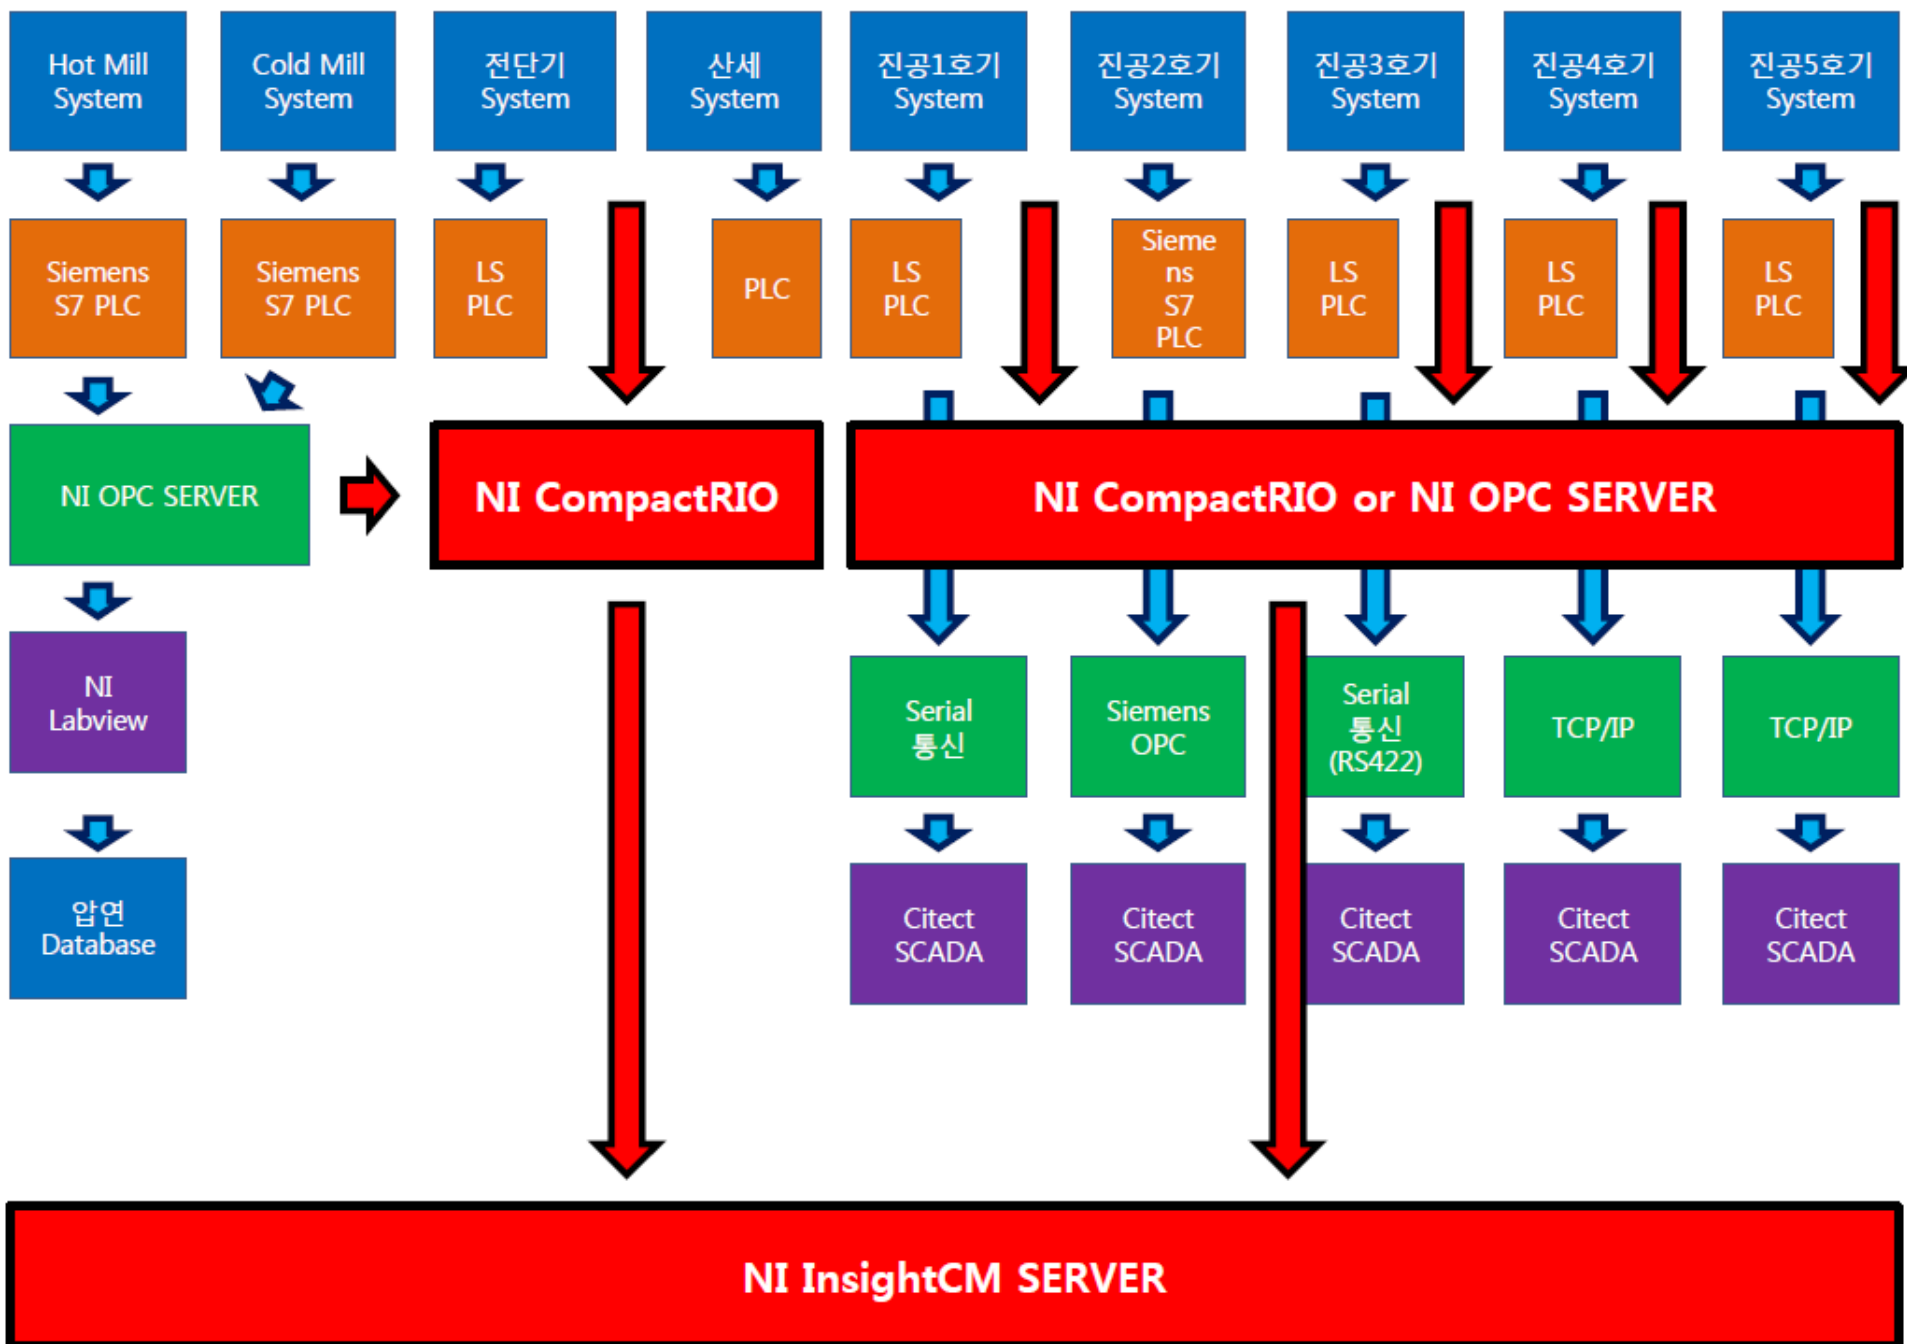 Hot Mill
System
Cold Mill
System
전단기
System
산세
System
진공1호기
System
진공2호기
System
진공3호기
System
진공4호기
System
진공5호기
System
Siemens
S7 PLC
Siemens
S7 PLC
LS
PLC
PLC
LS
PLC
Sieme
ns
S7
PLC
LS
PLC
LS
PLC
LS
PLC
NI OPC SERVER
NI CompactRIO
NI CompactRIO or NI OPC SERVER
NI
Labview
Serial
통신
Siemens
OPC
Serial
통신
(RS422)
TCP/IP
TCP/IP
압연
Database
Citect
SCADA
Citect
SCADA
Citect
SCADA
Citect
SCADA
Citect
SCADA
NI InsightCM SERVER